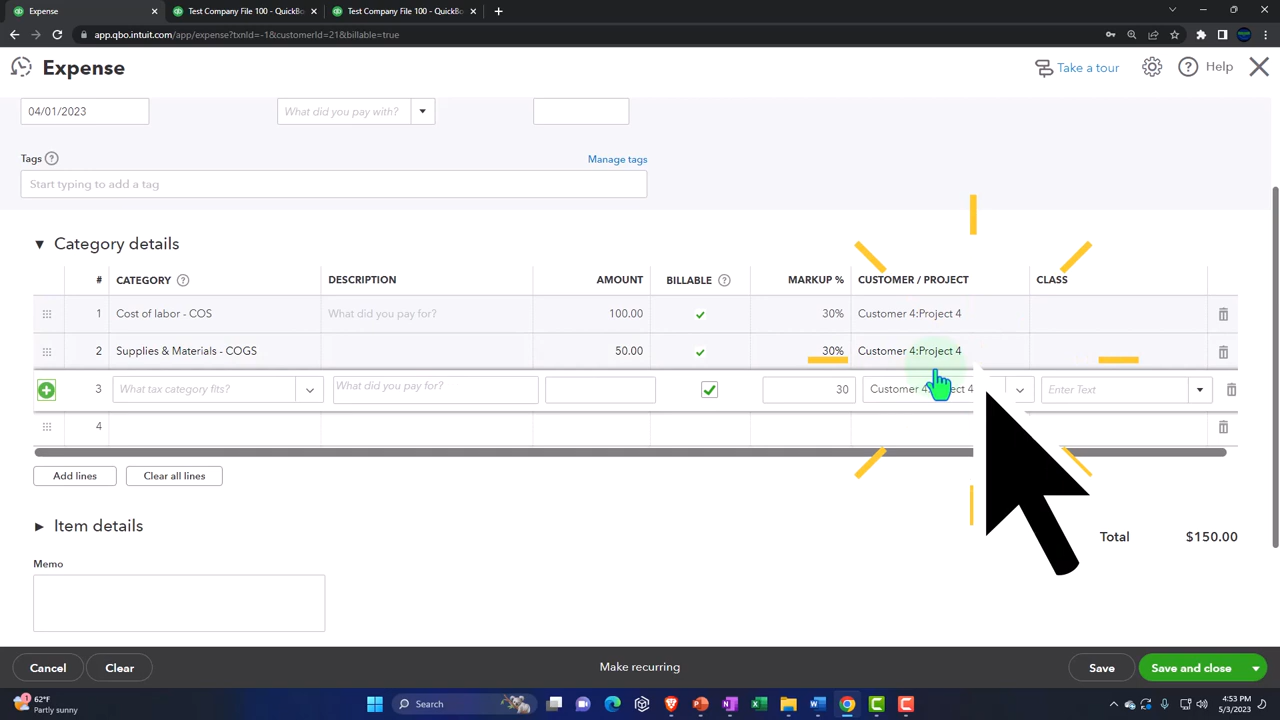 Expense
Test Company File 100 - QuickBo
Test Company File 100 - QuickBo
app.qbo.intuit.com/app/expense?txnId=-1&customerId=21&billable=true
Expense
Take a tour
Help
04/01/2023
What did you pay with?
Tags
Manage tags
Start typing to add a tag
Category details
# CATEGORY DESCRIPTION AMOUNT BILLABLE MARKUP % CUSTOMER / PROJECT CLASS
1 Cost of labor - COS What did you pay for? 100.00 30% Customer 4:Project 4
2 Supplies & Materials - COGS 50.00 30% Customer 4:Project 4
3 What tax category fits? What did you pay for? 30 Customer 4:Project 4 Enter Text
4
Add lines Clear all lines
Item details
Total $150.00
Memo
Cancel Clear Make recurring Save Save and close
62°F
Partly sunny
Search
4:53 PM
5/3/2023